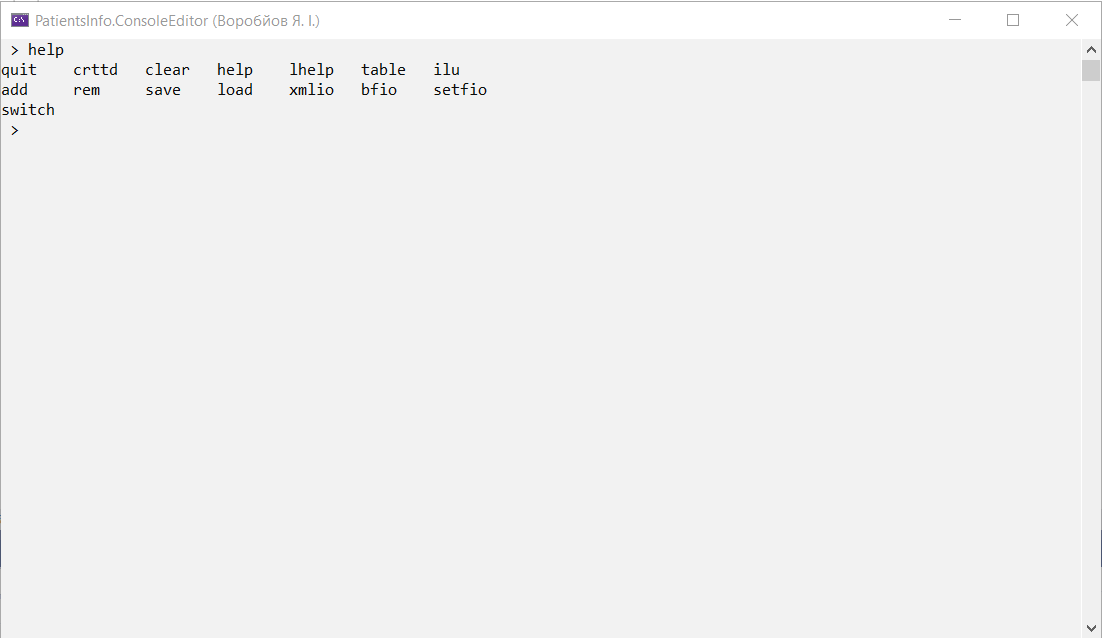 PatientsInfo.ConsoleEditor (Воробйов Я. І.)
> help
quit crttd clear help lhelp table ilu
add rem save load xmlio bfio setfio
switch
>